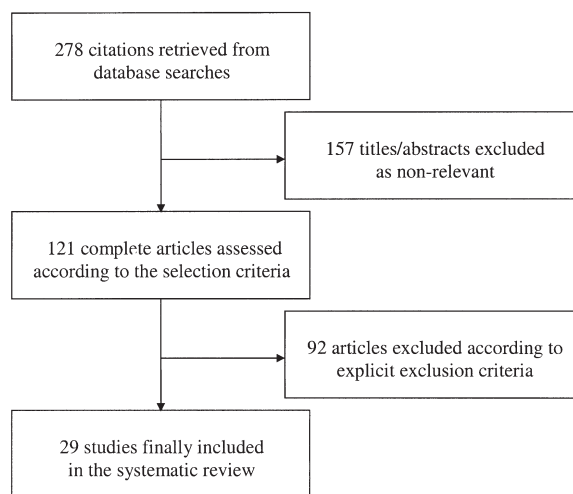 278 citations retrieved from
database searches
157 titles/abstracts excluded
as non-relevant
121 complete articles assessed
according to the selection criteria
92 articles excluded according to
explicit exclusion criteria
29 studies finally included
in the systematic review